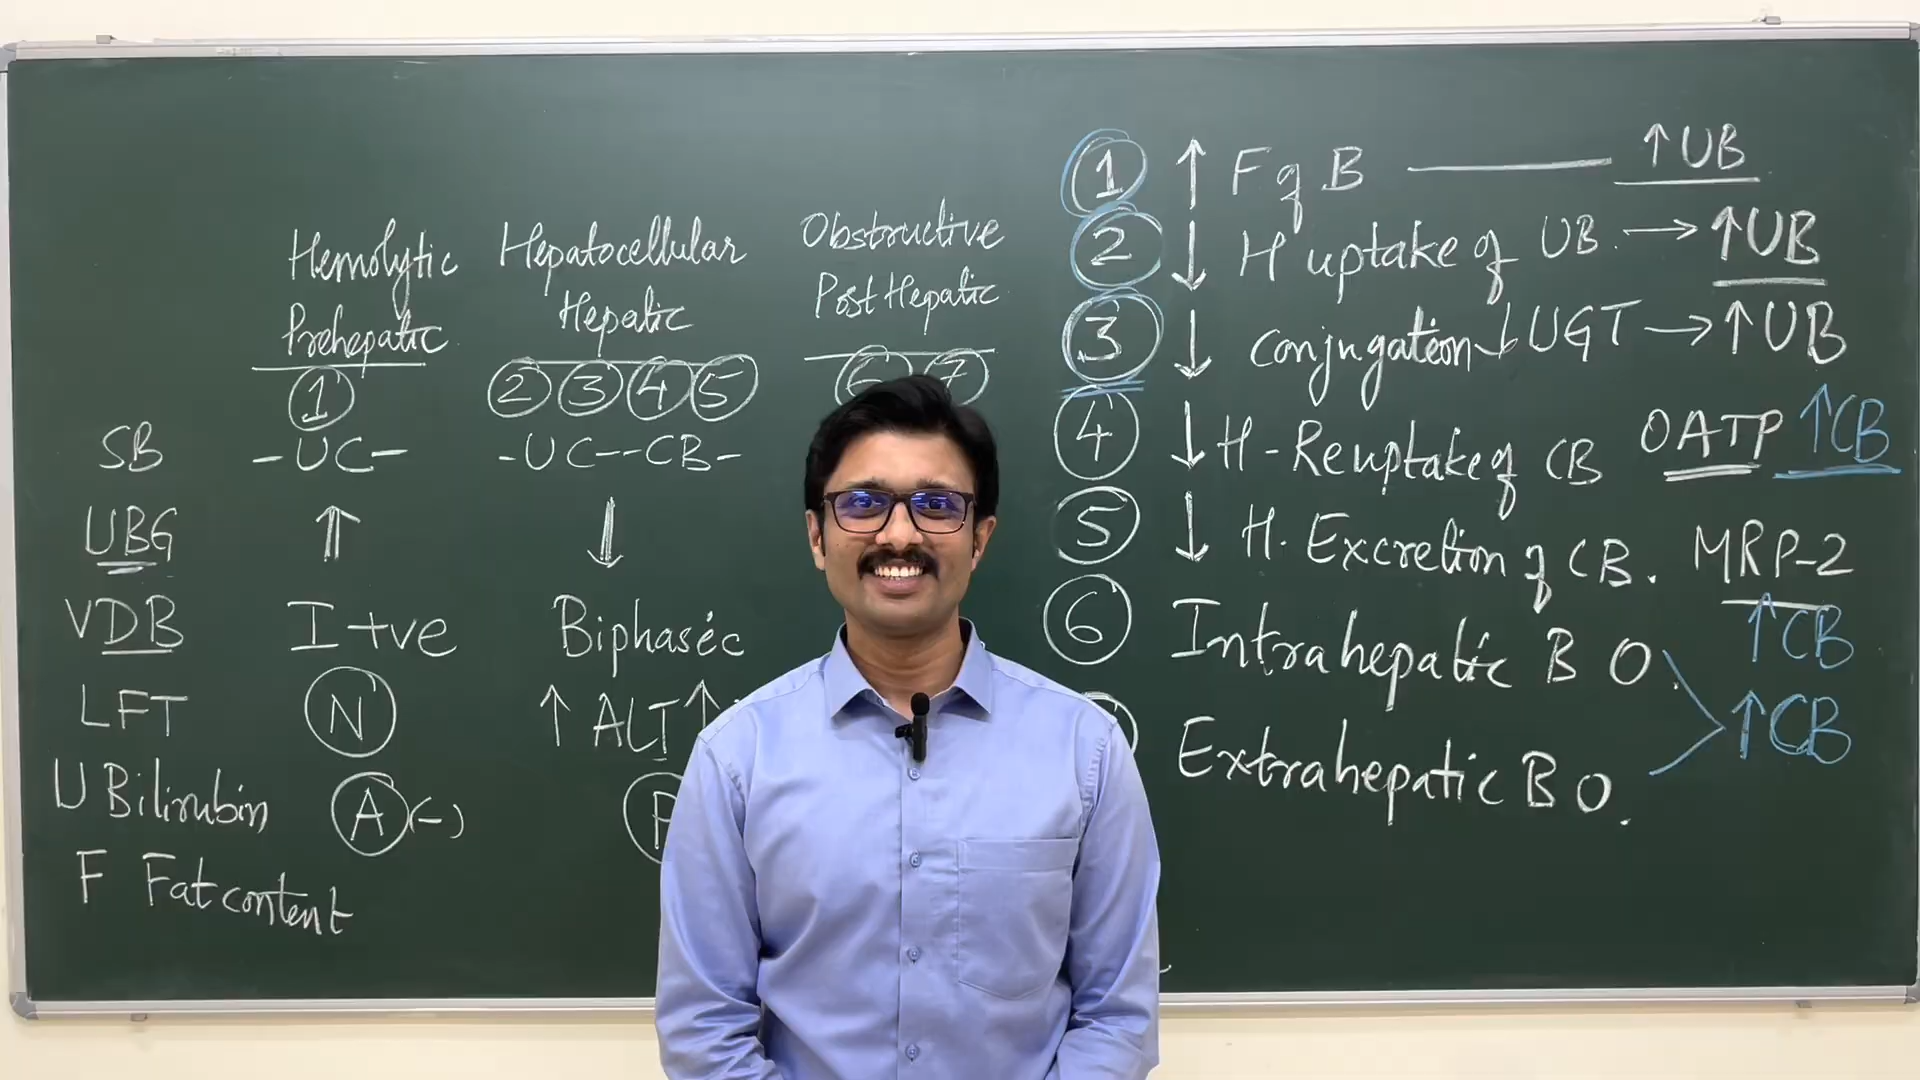 Hemolytic
Prehepatic
①
Hepatocellular
Hepatic
② ③ ④ ⑤
Obstructive
Post Hepatic
⑥ ⑦
SB -UC- -UC--CB-
UBG ⇑ ↓
VDB I +ve Biphasic
LFT N ↑ ALT ↑
U Bilirubin A (-) P
F Fat content
① ↑ F of B — ↑UB
② ↓ H uptake of UB. → ↑UB
③ ↓ Conjugation ↓UGT → ↑UB
④ ↓ H-Reuptake of CB OATP ↑CB
⑤ ↓ H. Excretion of CB. MRP-2
↑CB
⑥ Intrahepatic B O.
↑CB
Extrahepatic B O.